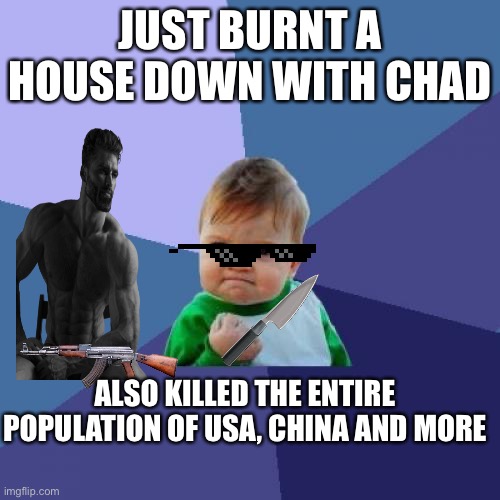 JUST BURNT A
HOUSE DOWN WITH CHAD
ALSO KILLED THE ENTIRE
POPULATION OF USA, CHINA AND MORE
imgflip.com